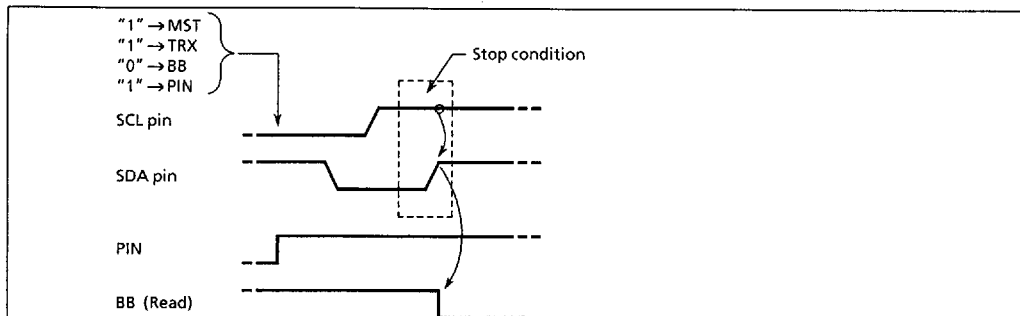 "1"→MST
"1"→TRX
"0"→BB
"1"→PIN
Stop condition
SCL pin
SDA pin
PIN
BB (Read)